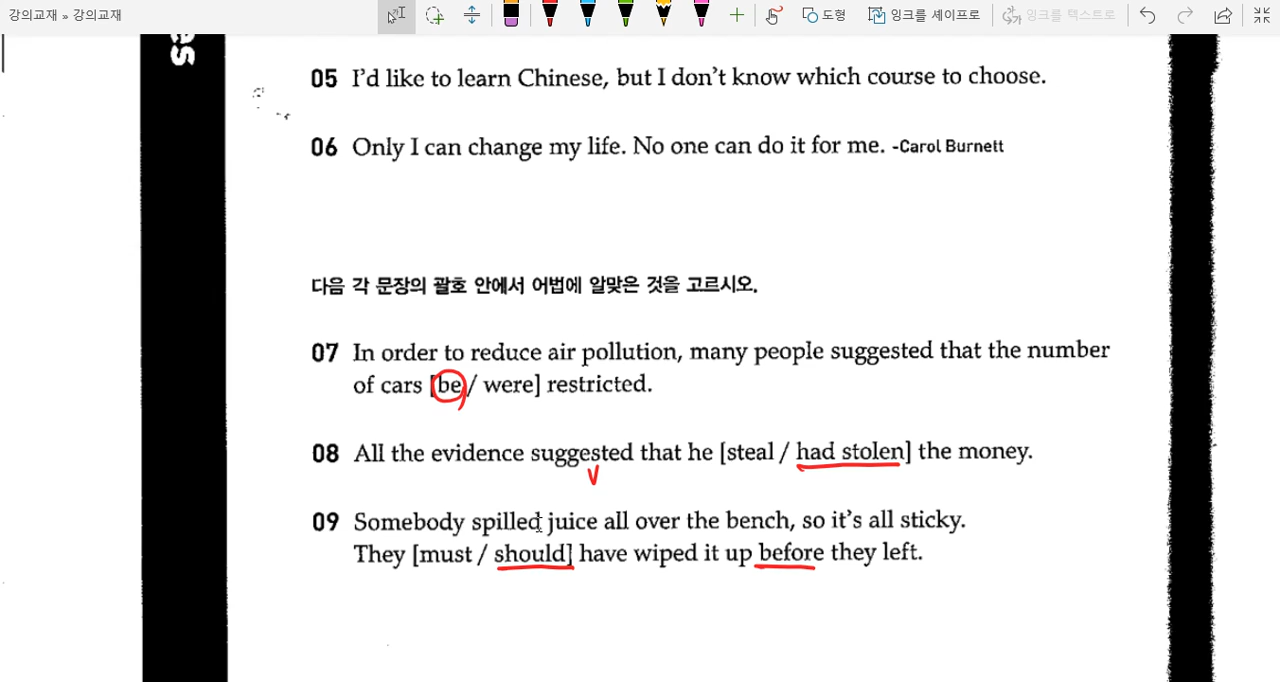 강의교재 » 강의교재
도형
잉크를 셰이프로
잉크를 텍스트로
es
05 I’d like to learn Chinese, but I don’t know which course to choose.
06 Only I can change my life. No one can do it for me. -Carol Burnett
다음 각 문장의 괄호 안에서 어법에 알맞은 것을 고르시오.
07 In order to reduce air pollution, many people suggested that the number
of cars [be / were] restricted.
08 All the evidence suggested that he [steal / had stolen] the money.
09 Somebody spilled juice all over the bench, so it’s all sticky.
They [must / should] have wiped it up before they left.